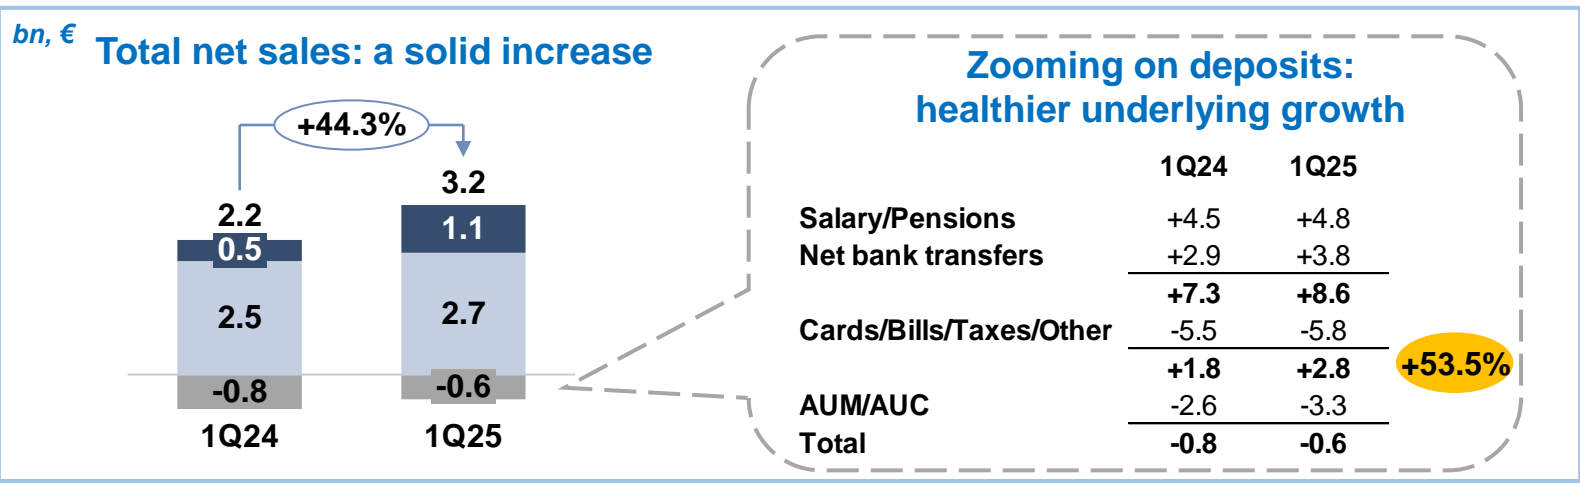 bn, €
Total net sales: a solid increase
+44.3%
2.2
3.2
0.5
1.1
2.5
2.7
-0.8
-0.6
1Q24 1Q25
Zooming on deposits:
healthier underlying growth
1Q24 1Q25
Salary/Pensions +4.5 +4.8
Net bank transfers +2.9 +3.8
+7.3 +8.6
Cards/Bills/Taxes/Other -5.5 -5.8
+1.8 +2.8
+53.5%
AUM/AUC -2.6 -3.3
Total -0.8 -0.6